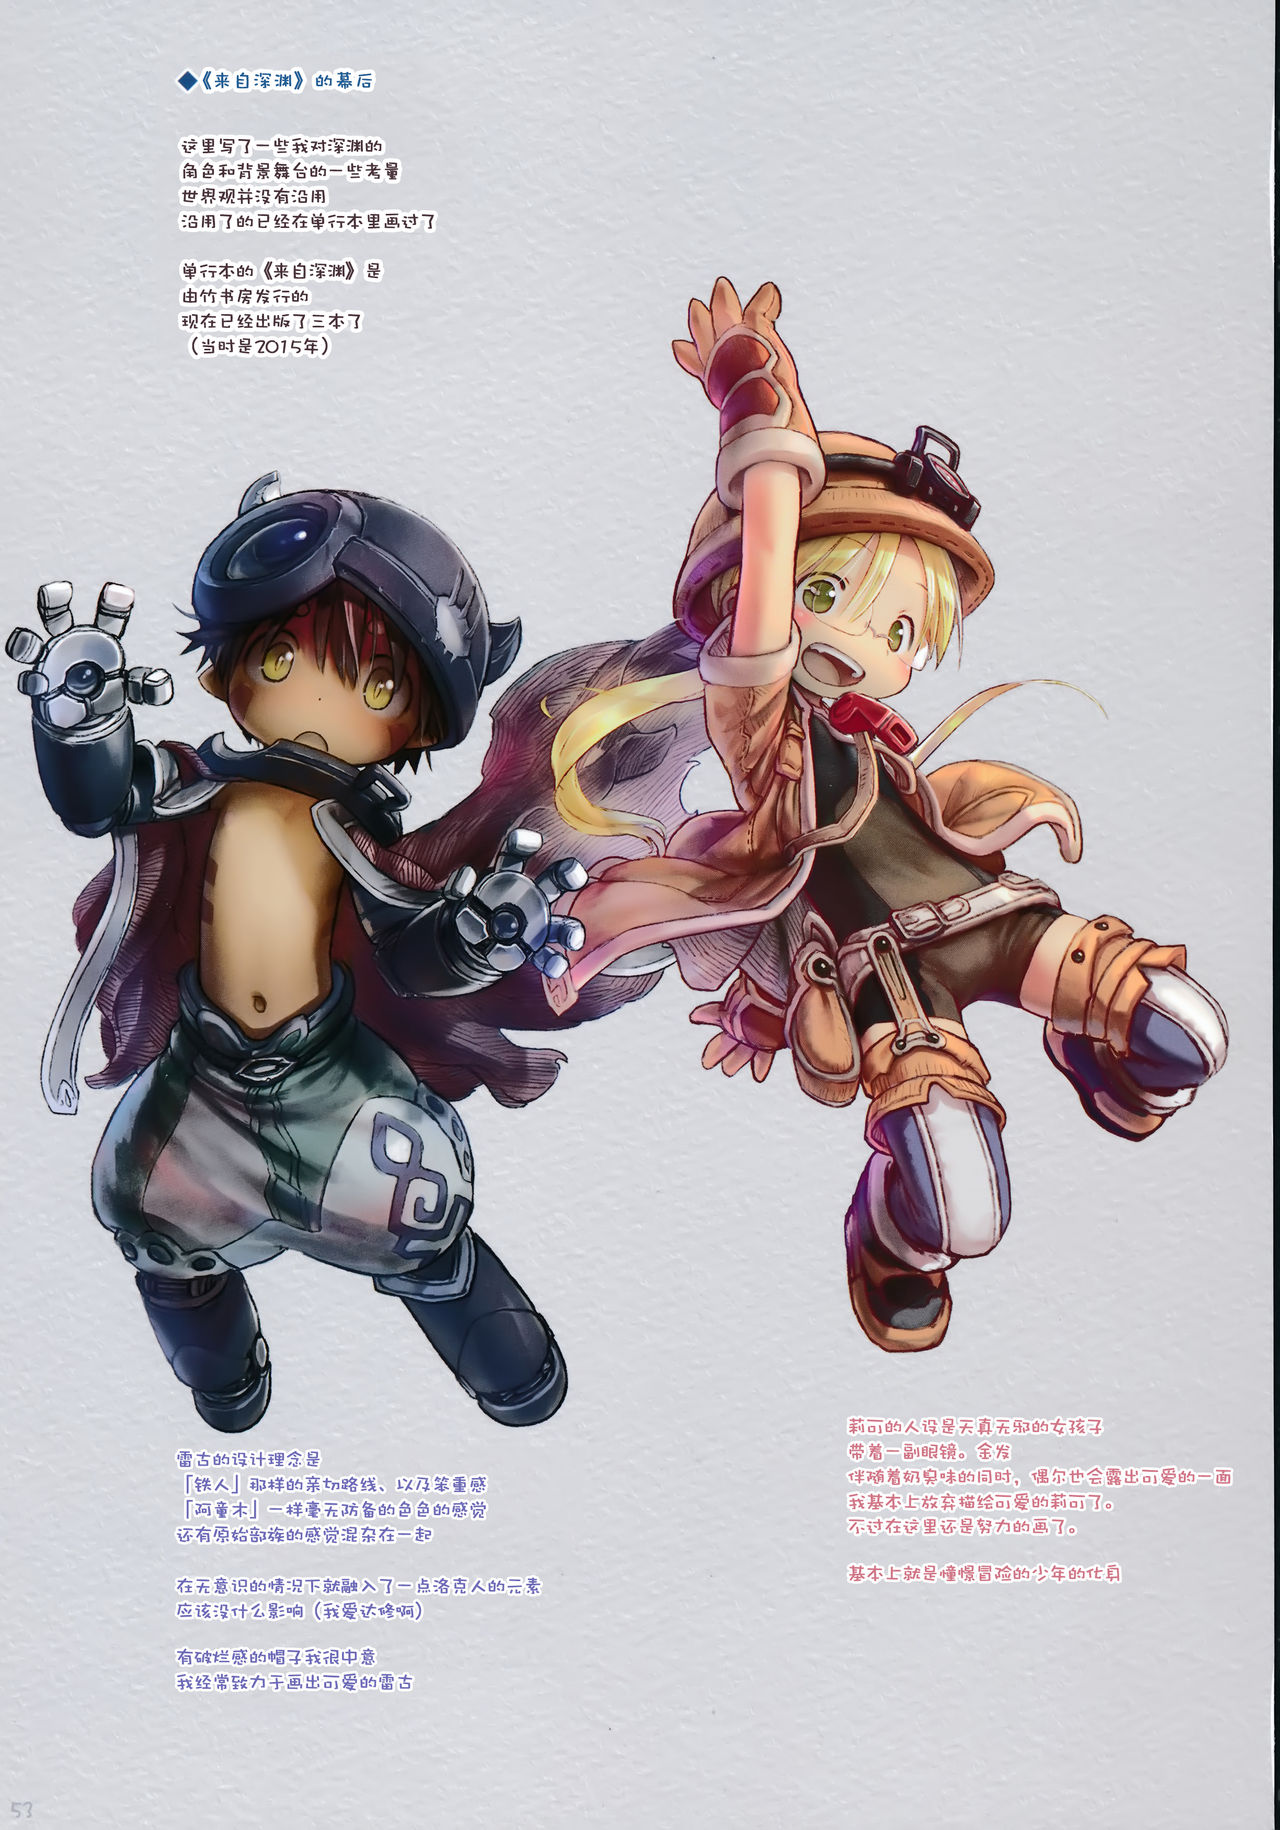 ◆《来自深渊》的幕后
这里写了一些我对深渊的
角色和背景舞台的一些考量
世界观并没有沿用
沿用了的已经在单行本里画过了
单行本的《来自深渊》是
由竹书房发行的
现在已经出版了三本了
（当时是2015年）
雷古的设计理念是
「铁人」那样的亲切路线、以及笨重感
「阿童木」一样毫无防备的色色的感觉
还有原始部族的感觉混杂在一起
在无意识的情况下就融入了一点洛克人的元素
应该没什么影响（我爱达修啊）
有破烂感的帽子我很中意
我经常致力于画出可爱的雷古
莉可的人设是天真无邪的女孩子
带着一副眼镜。金发
伴随着奶臭味的同时，偶尔也会露出可爱的一面
我基本上放弃描绘可爱的莉可了。
不过在这里还是努力的画了。
基本上就是憧憬冒险的少年的化身
53